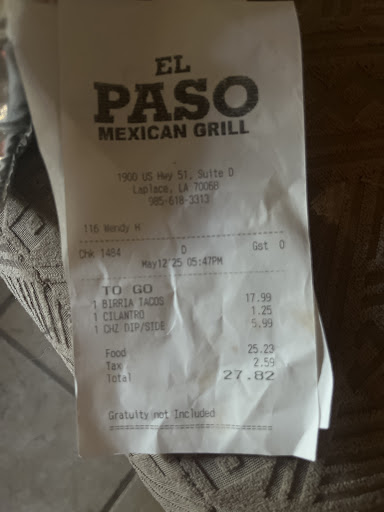 EL
PASO
MEXICAN GRILL
1900 US Hwy 51, Suite D
Laplace, LA 70068
985-618-3313
116 Wendy H
Chk 1484 D Gst 0
May12'25 05:47PM
TO GO
1 BIRRIA TACOS 17.99
1 CILANTRO 1.25
1 CHZ DIP/SIDE 5.99
Food 25.23
Tax 2.59
Total 27.82
Gratuity not Included